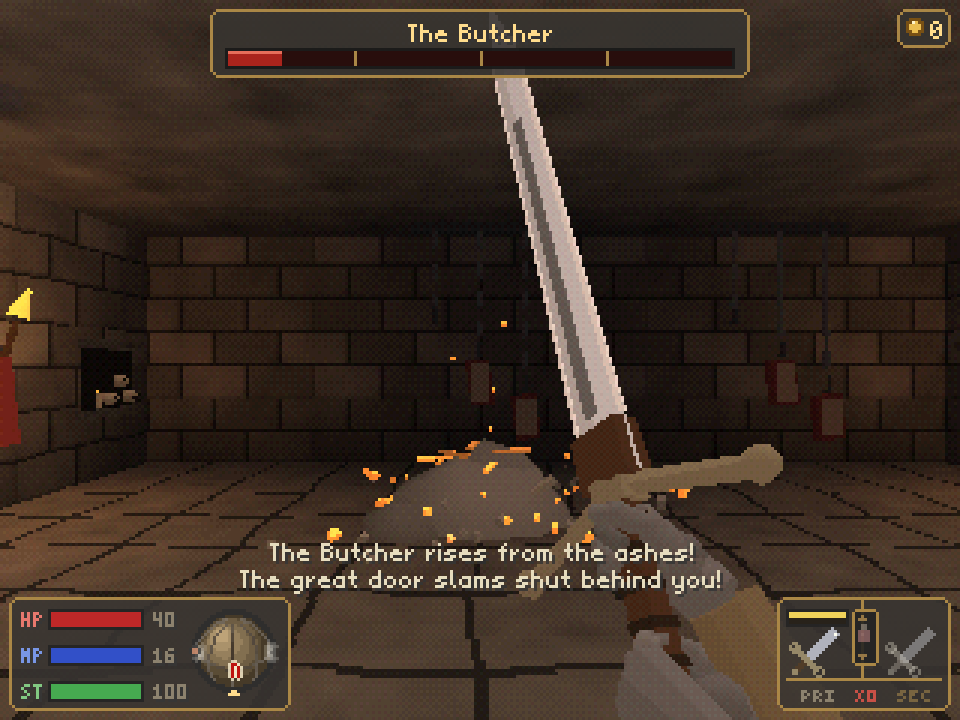 The Butcher
0
The Butcher rises from the ashes!
The great door slams shut behind you!
HP 40
MP 16
ST 100
0
PRI X0 SEC